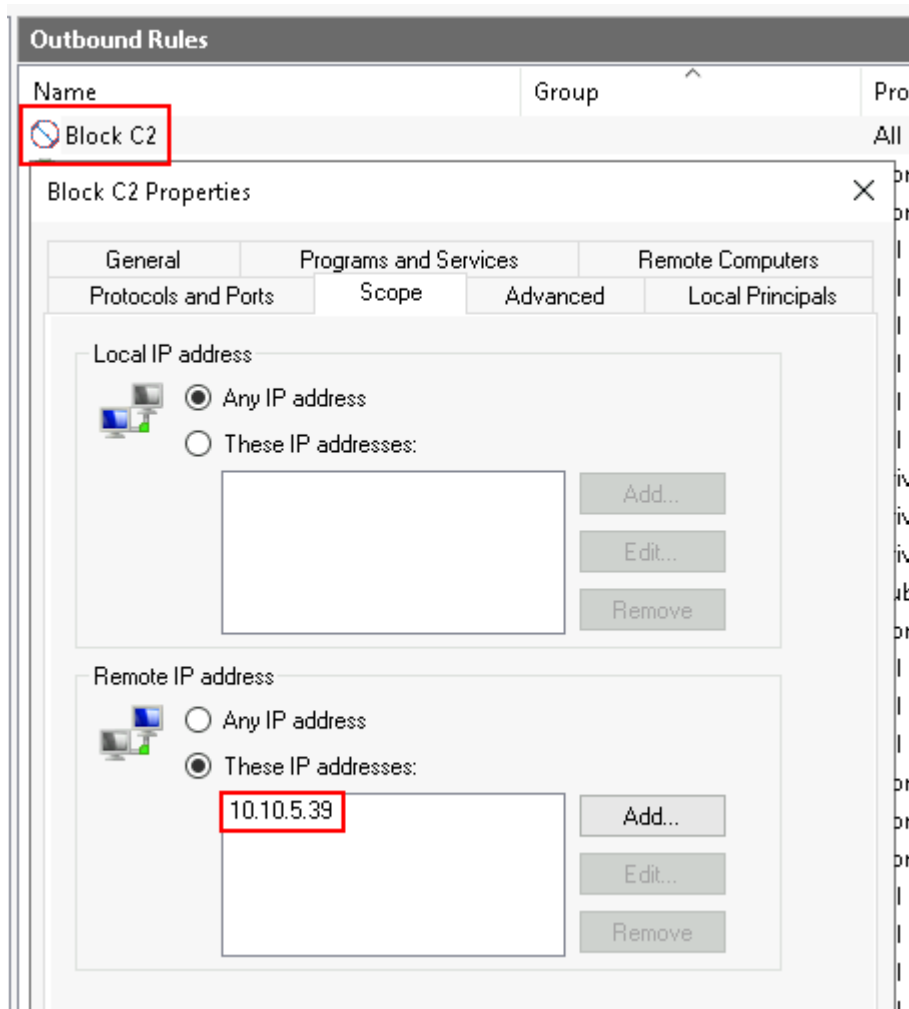 Outbound Rules
Name Group Pro
Block C2 All
Block C2 Properties
General Programs and Services Remote Computers
Protocols and Ports Scope Advanced Local Principals
Local IP address
Any IP address
These IP addresses:
Add...
Edit...
Remove
Remote IP address
Any IP address
These IP addresses:
10.10.5.39
Add...
Edit...
Remove